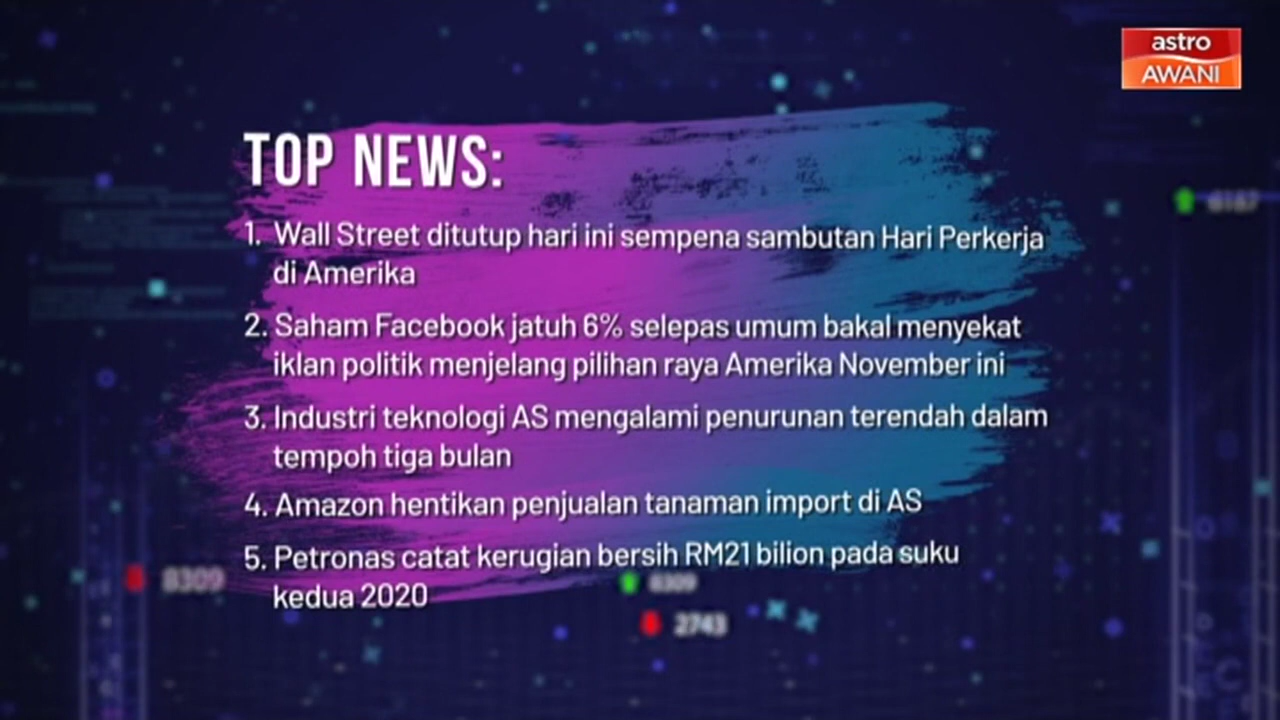 astro
AWANI
TOP NEWS:
1. Wall Street ditutup hari ini sempena sambutan Hari Perkerja
di Amerika
2. Saham Facebook jatuh 6% selepas umum bakal menyekat
iklan politik menjelang pilihan raya Amerika November ini
3. Industri teknologi AS mengalami penurunan terendah dalam
tempoh tiga bulan
4. Amazon hentikan penjualan tanaman import di AS
5. Petronas catat kerugian bersih RM21 bilion pada suku
kedua 2020
8309
8309
2743